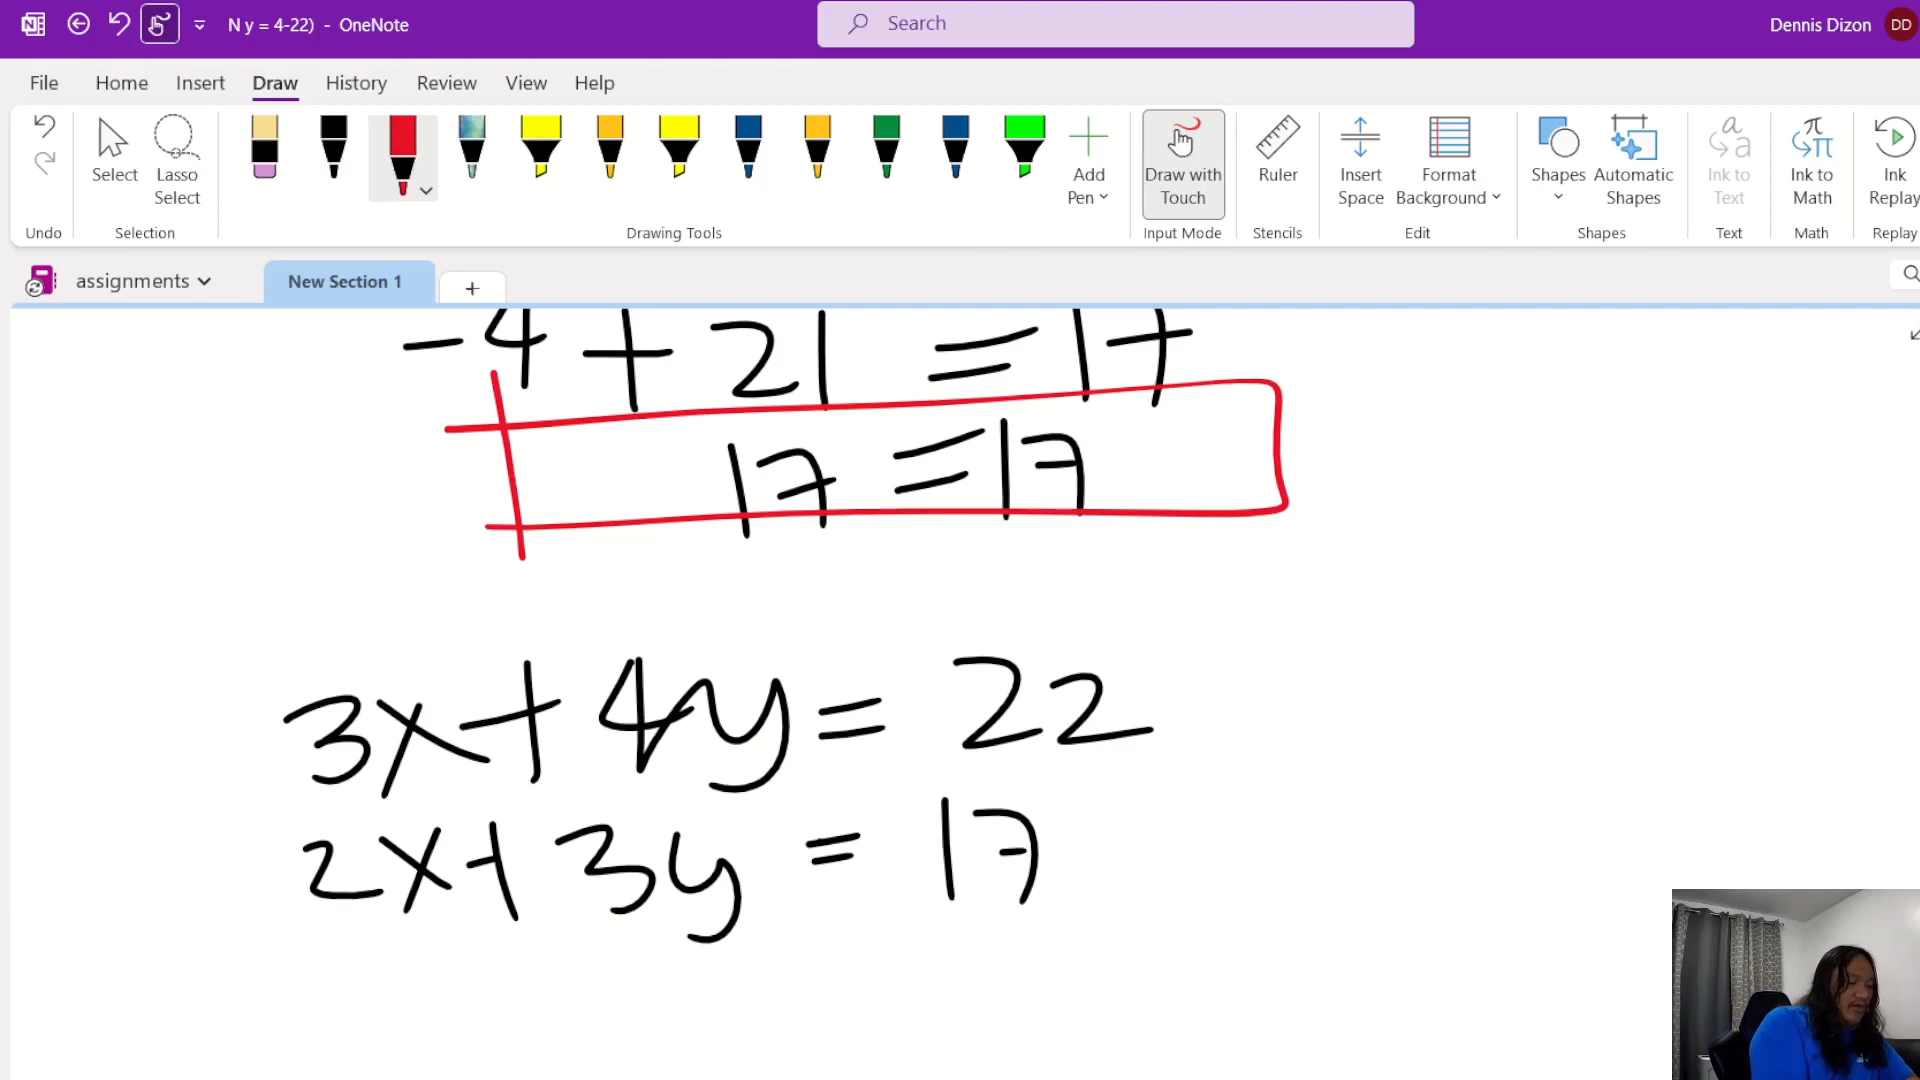 N y = 4-22) - OneNote
Search
Dennis Dizon
DD
File
Home
Insert
Draw
History
Review
View
Help
Select
Lasso Select
Add Pen
Draw with Touch
Ruler
Insert Space
Format Background
Shapes
Automatic Shapes
Ink to Text
Ink to Math
Ink Replay
Undo
Selection
Drawing Tools
Input Mode
Stencils
Edit
Shapes
Text
Math
Replay
assignments
New Section 1
+
-4 + 21 = 17
17 = 17
3x + 4y = 22
2x + 3y = 17